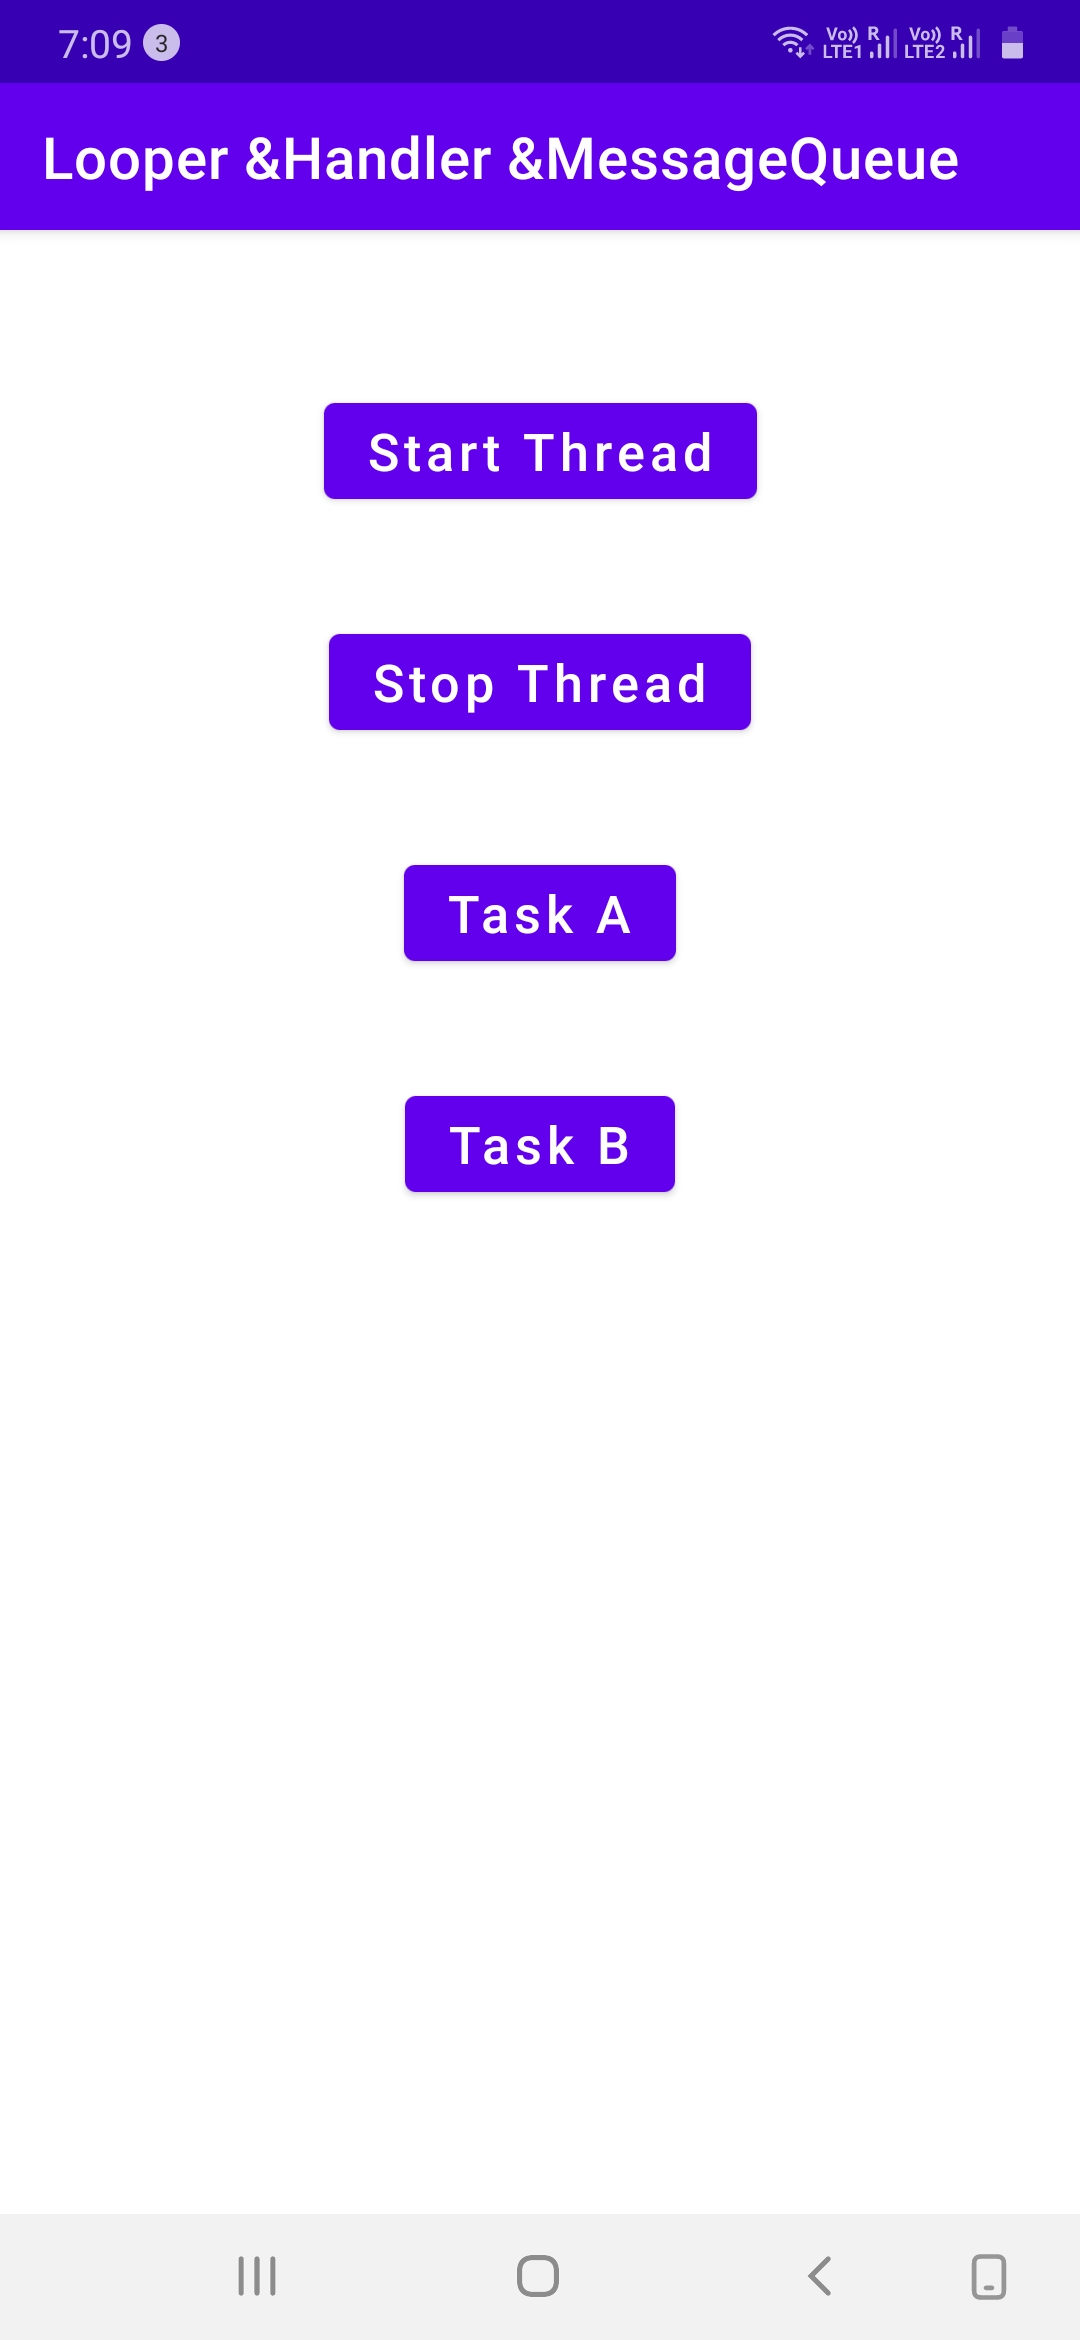 7:09 3 Vo)) R Vo)) R
LTE1 LTE2
Looper &Handler &MessageQueue
Start Thread
Stop Thread
Task A
Task B